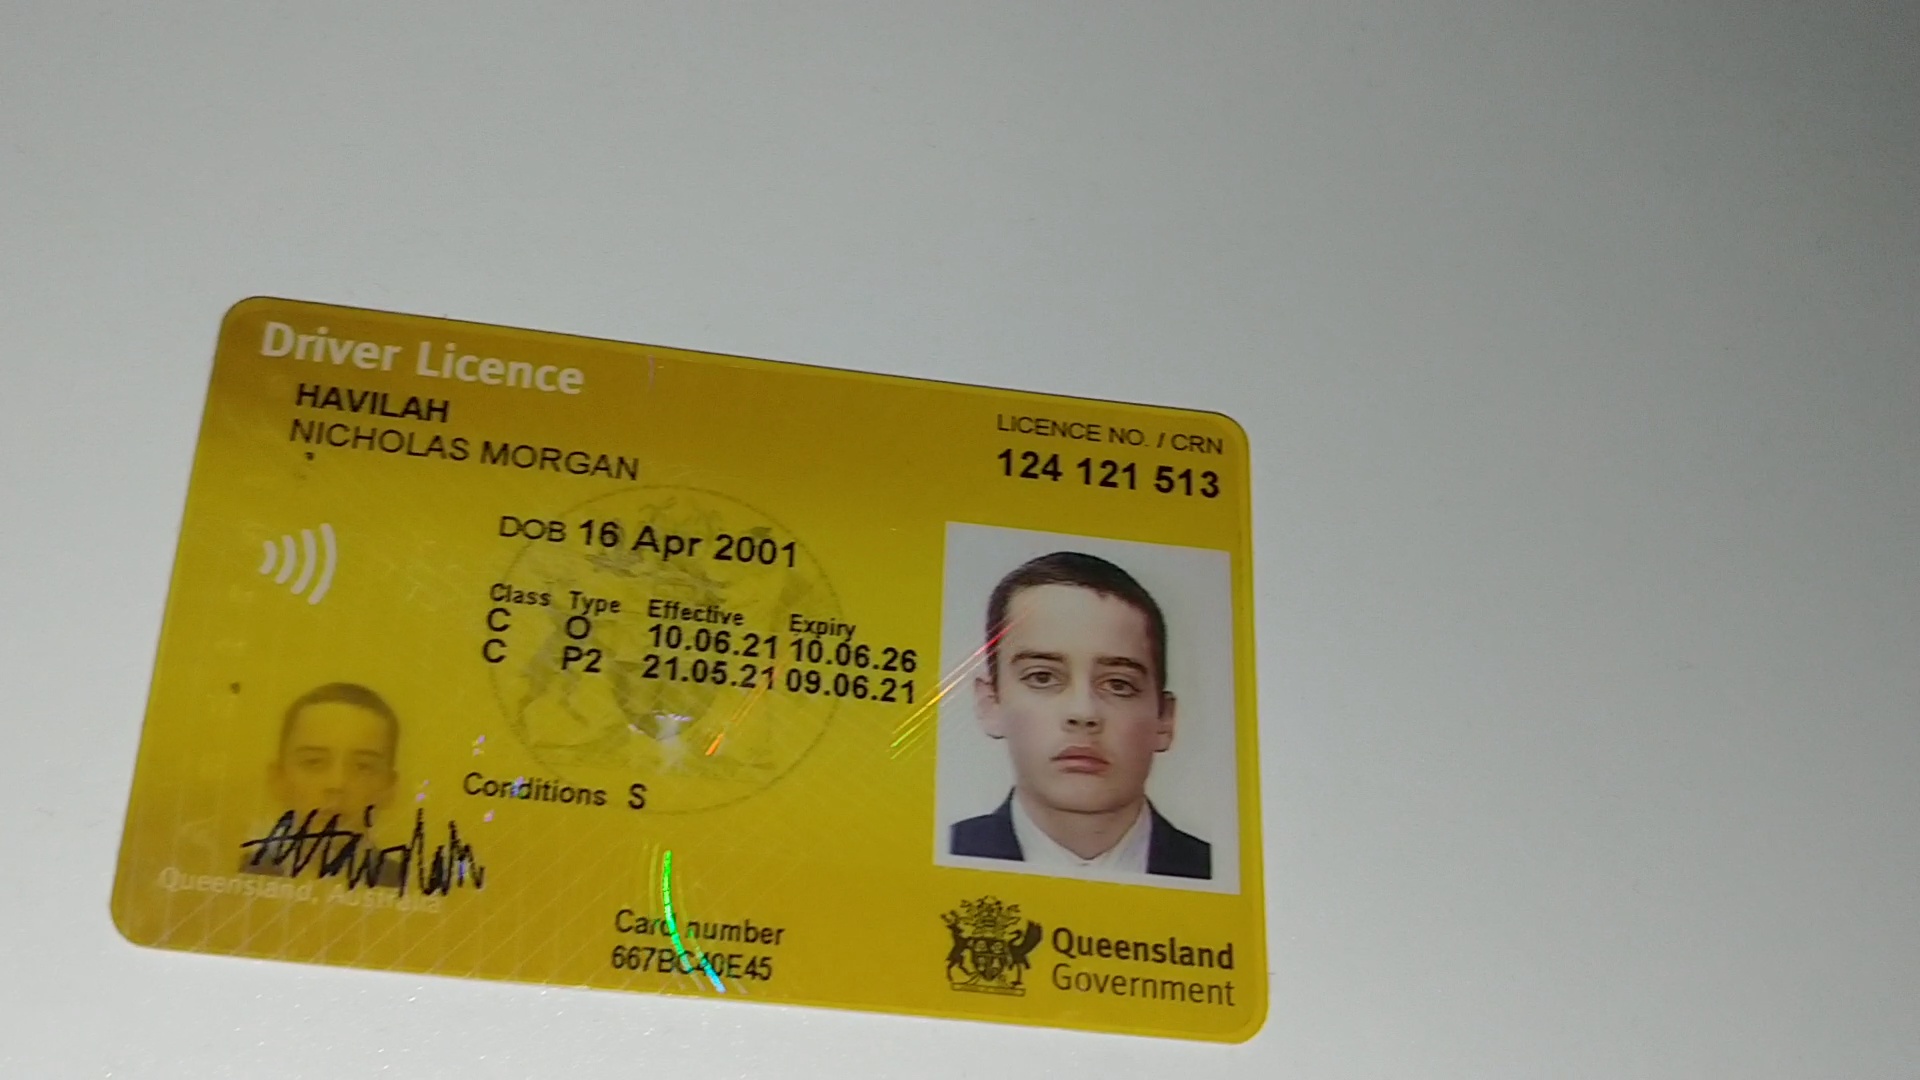 Driver Licence
HAVILAH
NICHOLAS MORGAN
LICENCE NO. / CRN
124 121 513
DOB 16 Apr 2001
Class Type Effective Expiry
C O 10.06.21 10.06.26
C P2 21.05.21 09.06.21
Conditions S
Queensland, Australia
Card number
667BC40E45
Queensland
Government